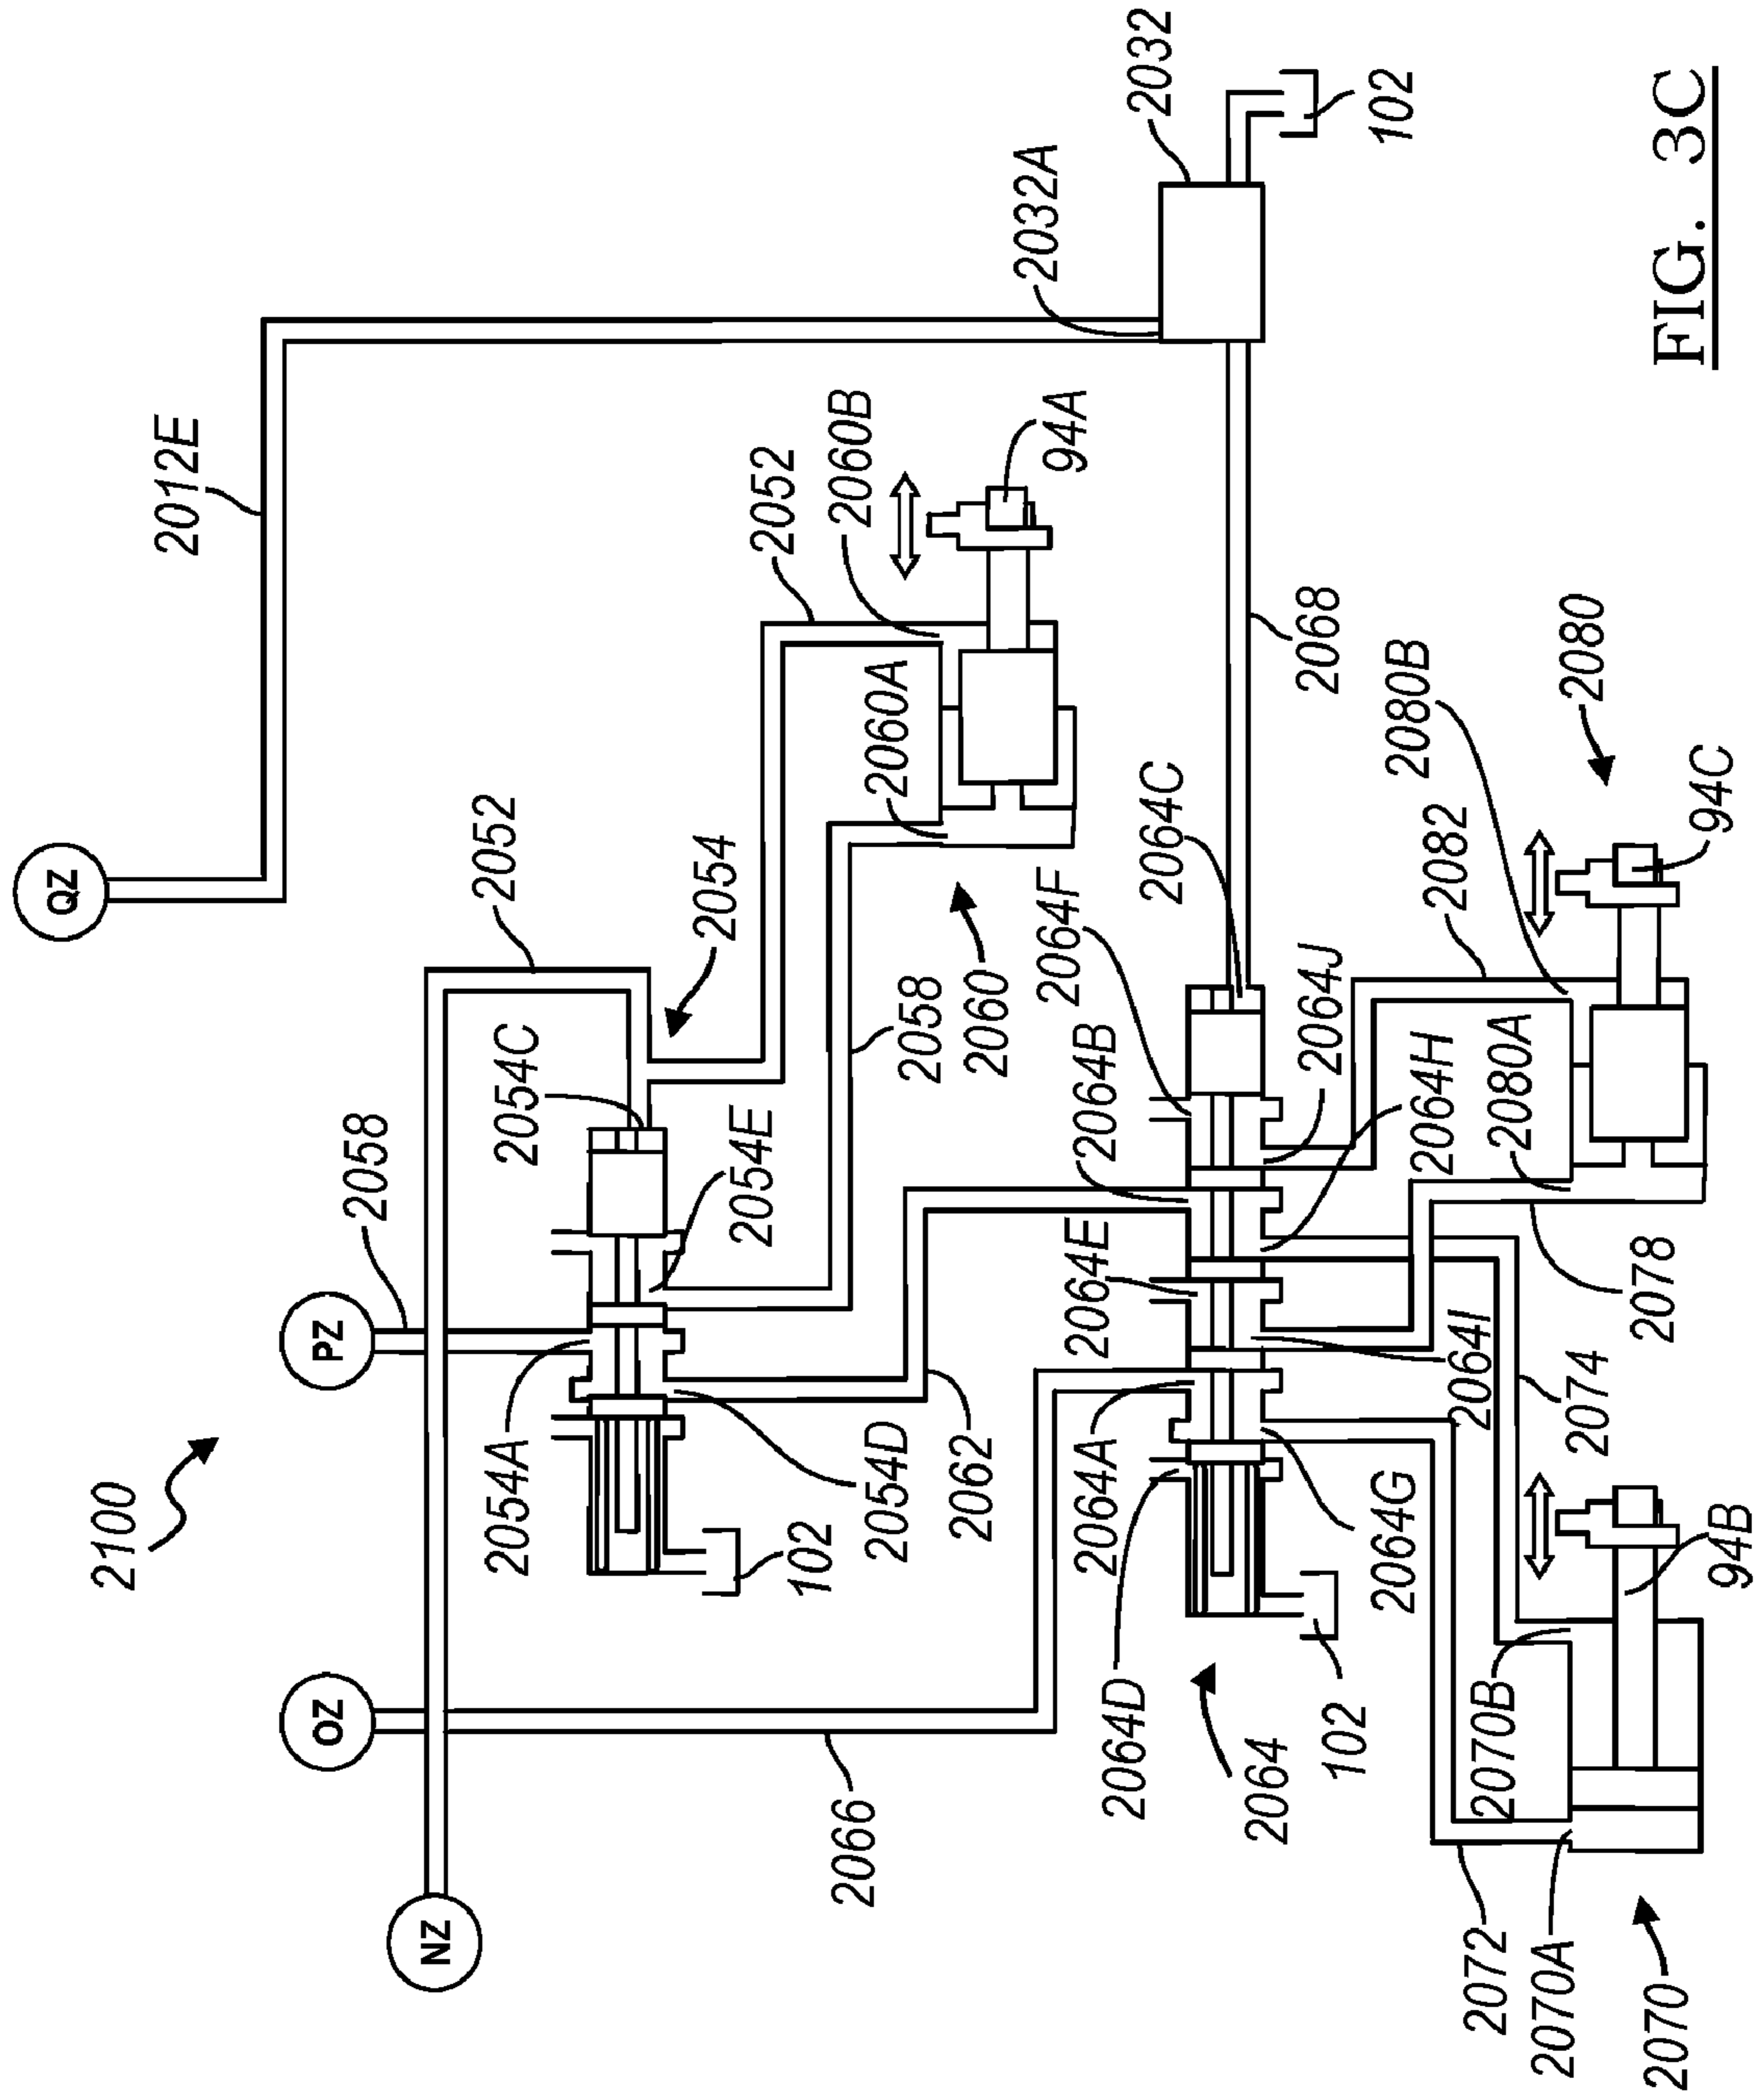 QZ
2100
2012E
OZ
PZ
2058
NZ
2052
2054A
2054C
2054
2054E
2052
102
2066
2054D
2060A
2060B
2058
2062
2060
2032A
94A
2064F
2064A
2064E
2064B
2064D
2064C
2032
2064
2064J
2068
102
102
2064G
2064H
2080B
2064I
2082
2072
2070B
2080A
2070A
2074
2078
2080
2070
94B
94C
FIG. 3C